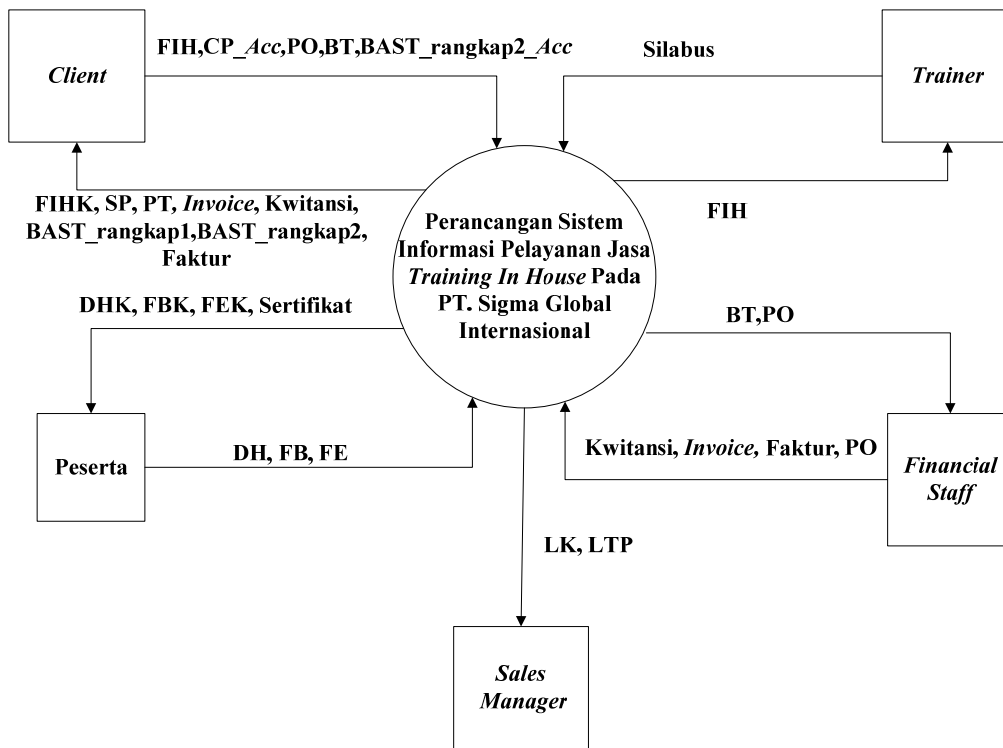 FIH,CP_Acc,PO,BT,BAST_rangkap2_Acc
Silabus
Client
Trainer
FIHK, SP, PT, Invoice, Kwitansi,
BAST_rangkap1,BAST_rangkap2,
Faktur
FIH
Perancangan Sistem
Informasi Pelayanan Jasa
Training In House Pada
PT. Sigma Global
Internasional
DHK, FBK, FEK, Sertifikat
BT,PO
Peserta
DH, FB, FE
Kwitansi, Invoice, Faktur, PO
Financial
Staff
LK, LTP
Sales
Manager